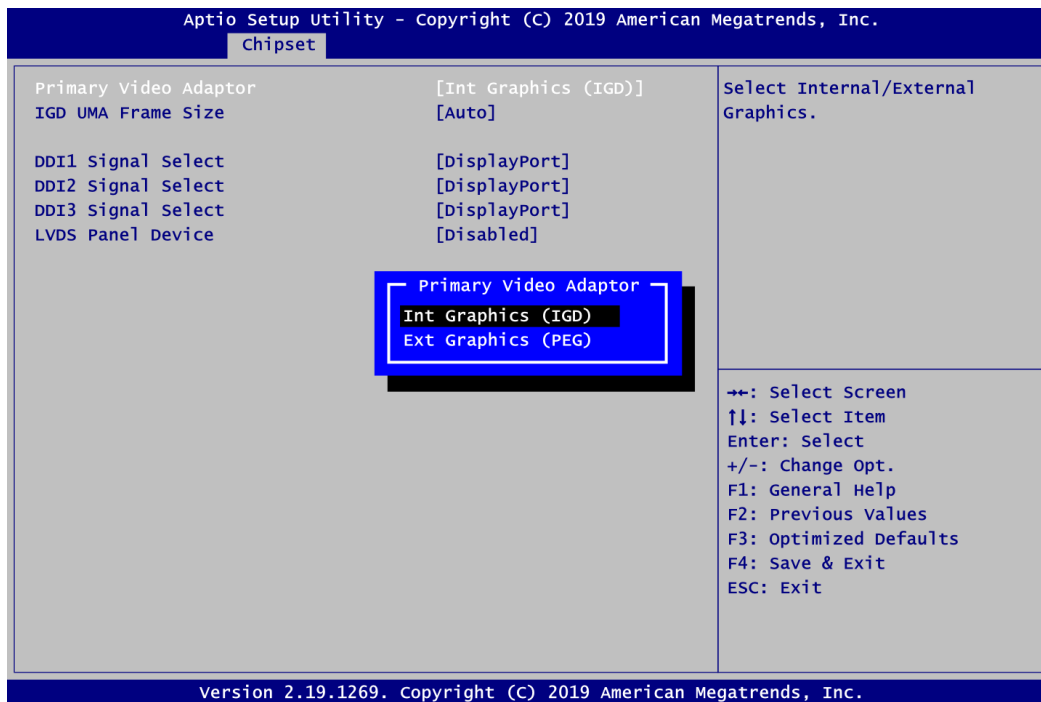 Aptio Setup Utility - Copyright (C) 2019 American Megatrends, Inc.
Chipset
Primary Video Adaptor [Int Graphics (IGD)]
IGD UMA Frame Size [Auto]
DDI1 Signal Select [DisplayPort]
DDI2 Signal Select [DisplayPort]
DDI3 Signal Select [DisplayPort]
LVDS Panel Device [Disabled]
Primary Video Adaptor
Int Graphics (IGD)
Ext Graphics (PEG)
Select Internal/External
Graphics.
→←: Select Screen
↑↓: Select Item
Enter: Select
+/-: Change Opt.
F1: General Help
F2: Previous Values
F3: Optimized Defaults
F4: Save & Exit
ESC: Exit
Version 2.19.1269. Copyright (C) 2019 American Megatrends, Inc.